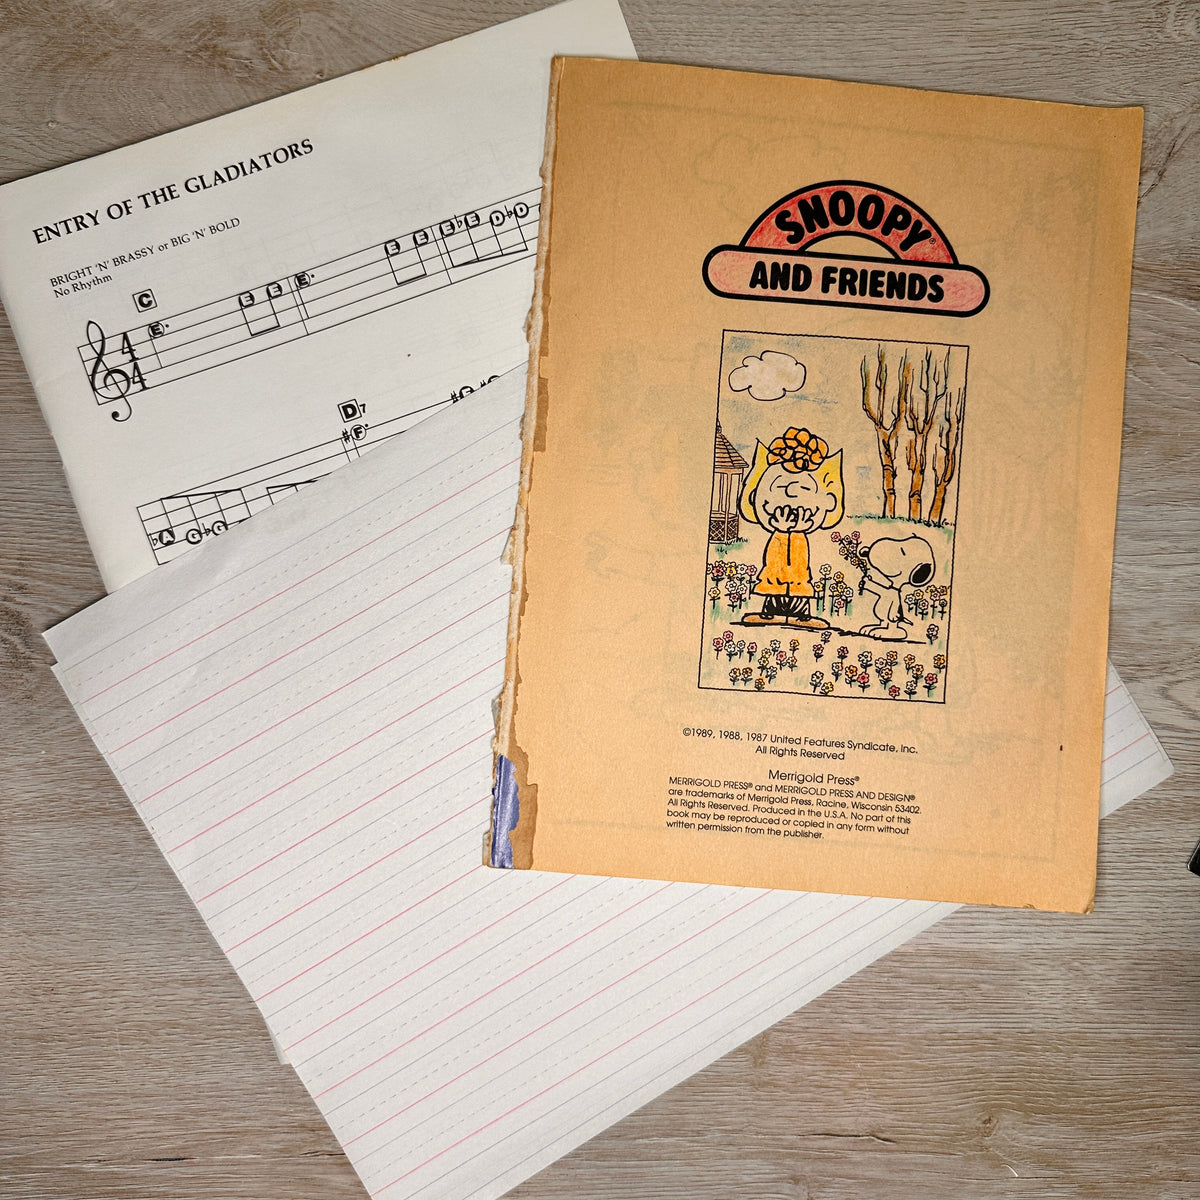 ENTRY OF THE GLADIATORS
BRIGHT 'N' BRASSY or BIG 'N' BOLD
No Rhythm
C
4
4
E E E E E E ♭E D ♭D
D7
♯F
♭A G ♭G
SNOOPY®
AND FRIENDS
©1989, 1988, 1987 United Features Syndicate, Inc.
All Rights Reserved
Merrigold Press®
MERRIGOLD PRESS® and MERRIGOLD PRESS AND DESIGN®
are trademarks of Merrigold Press, Racine, Wisconsin 53402.
All Rights Reserved. Produced in the U.S.A. No part of this
book may be reproduced or copied in any form without
written permission from the publisher.